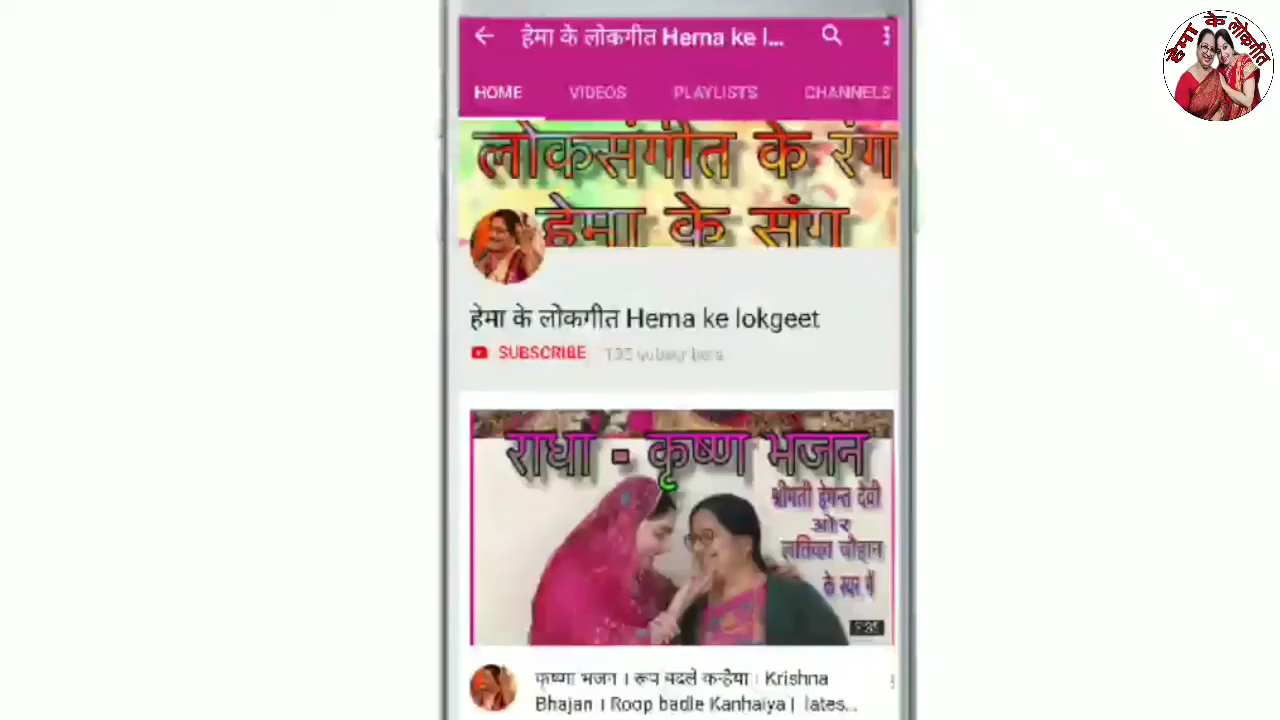 हेमा के लोकगीत Hema ke l...
HOME VIDEOS PLAYLISTS CHANNELS
लोकसंगीत के रंग
हेमा के संग
हेमा के लोकगीत Hema ke lokgeet
SUBSCRIBE
राधा - कृष्ण भजन
श्रीमती हेमन्त देवी
और
लतिका चौहान
के स्वर में
कृष्णा भजन । रूप बदले कन्हैया । Krishna
Bhajan । Roop badle Kanhaiya | lates...
हेमा के लोकगीत